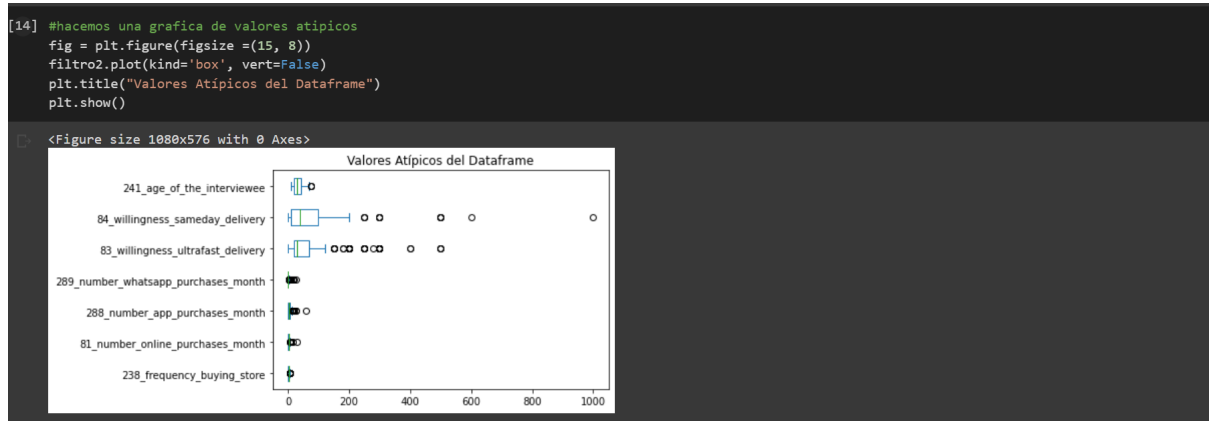 [14] #hacemos una grafica de valores atipicos
fig = plt.figure(figsize =(15, 8))
filtro2.plot(kind='box', vert=False)
plt.title("Valores Atípicos del Dataframe")
plt.show()
<Figure size 1080x576 with 0 Axes>
Valores Atípicos del Dataframe
241_age_of_the_interviewee
84_willingness_sameday_delivery
83_willingness_ultrafast_delivery
289_number_whatsapp_purchases_month
288_number_app_purchases_month
81_number_online_purchases_month
238_frequency_buying_store
0 200 400 600 800 1000